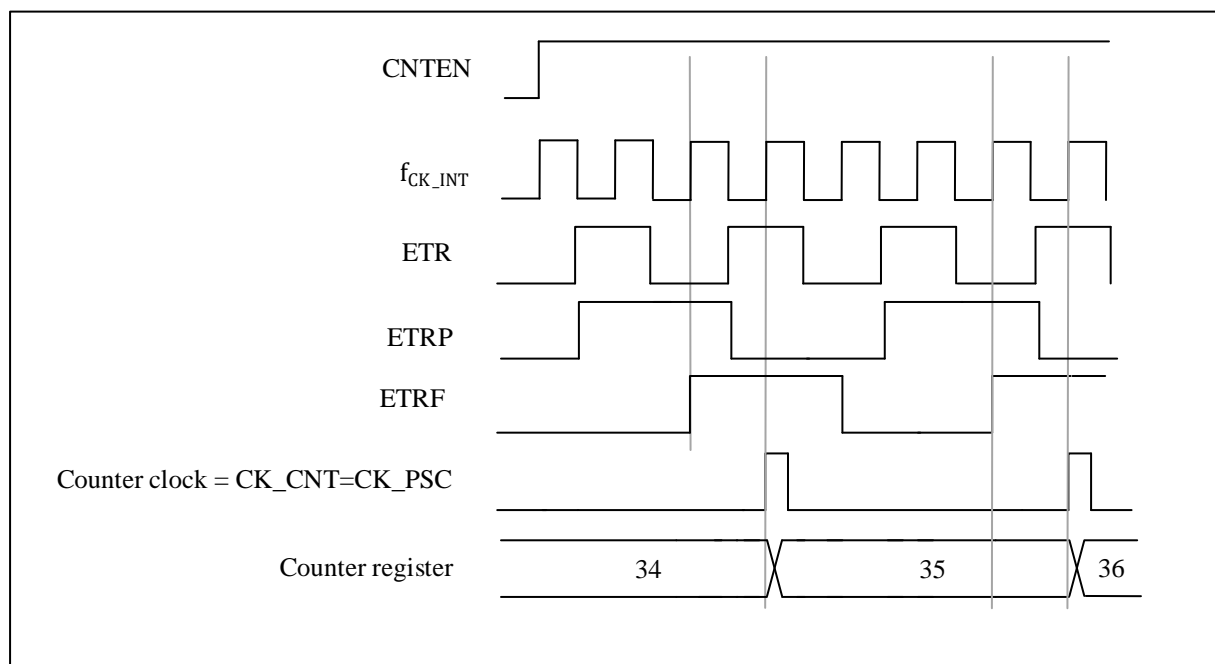 CNTEN
fCK_INT
ETR
ETRP
ETRF
Counter clock = CK_CNT=CK_PSC
Counter register
34
35
36